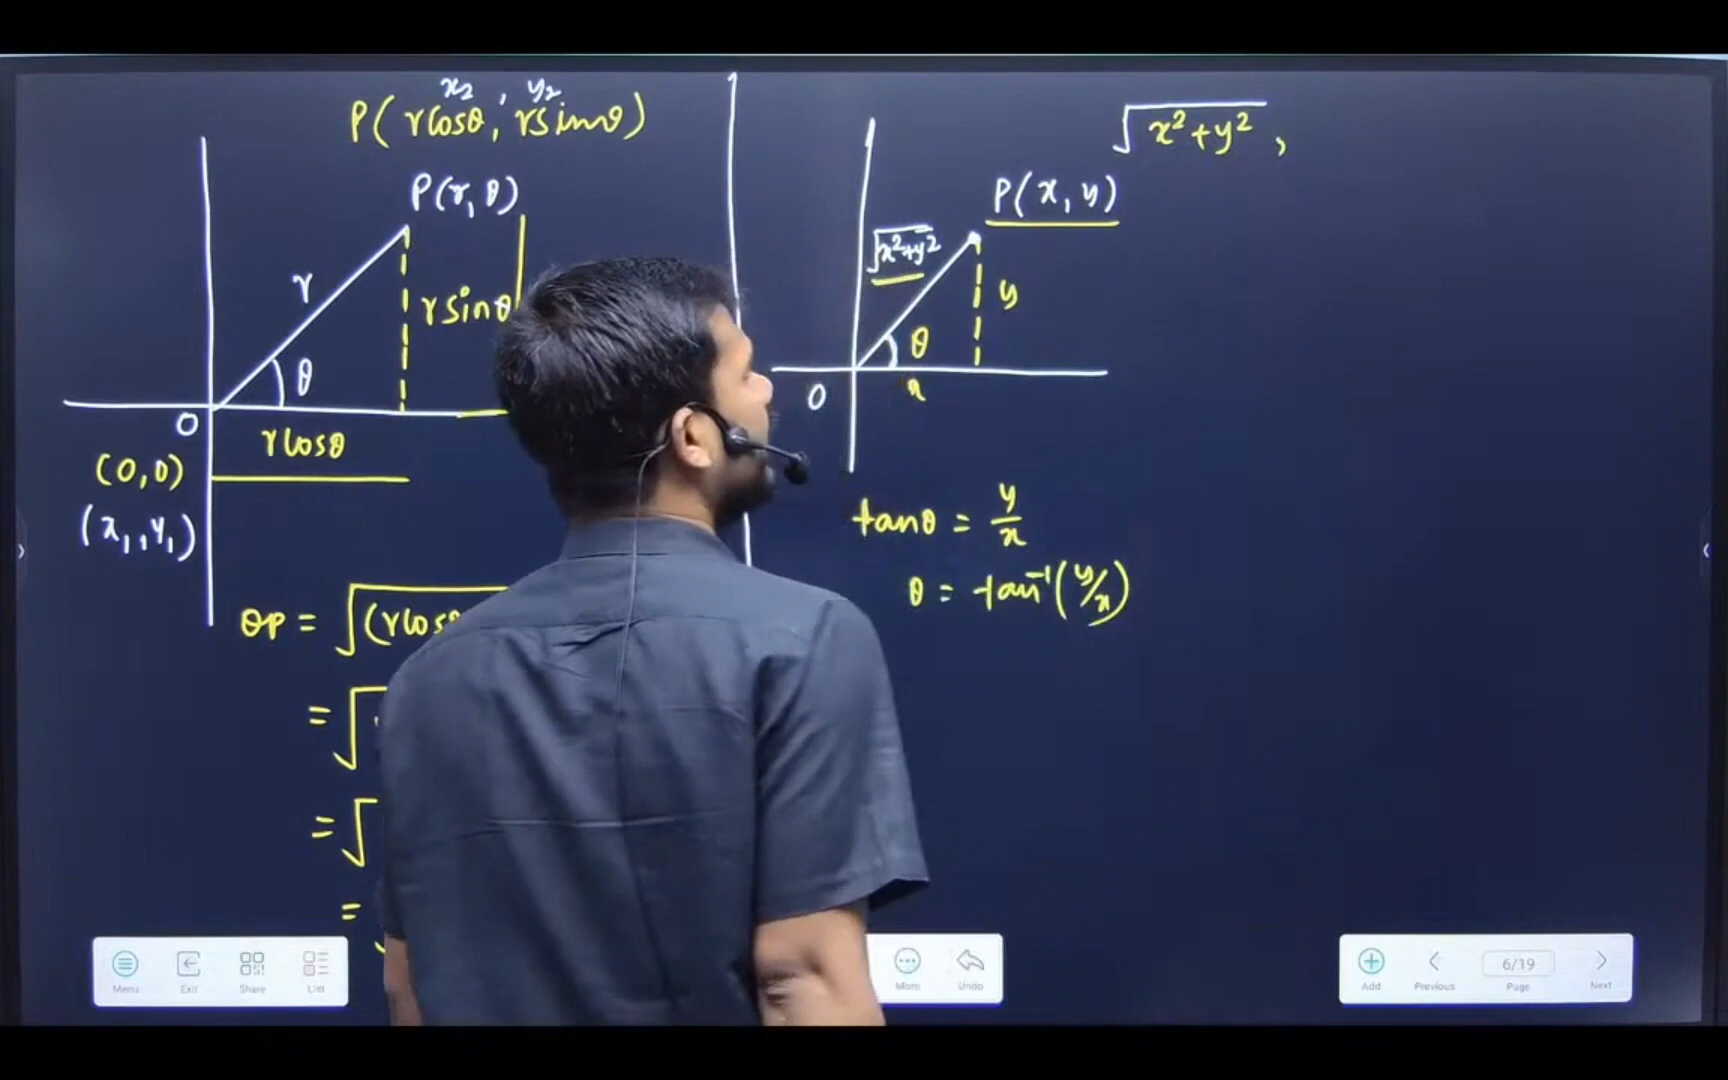 x₂ , y₂
P(rcosθ, rsinθ)
P(r, θ)
r
rsinθ
θ
O
rcosθ
(0,0)
(x₁, y₁)
OP = √(rcosθ
= √
= √
=
√x²+y² ,
P(x, y)
√x²+y²
y
θ
O
x
tanθ = y/x
θ = tan⁻¹(y/x)
Menu
Exit
Share
List
More
Undo
Add
Previous
6/19
Page
Next